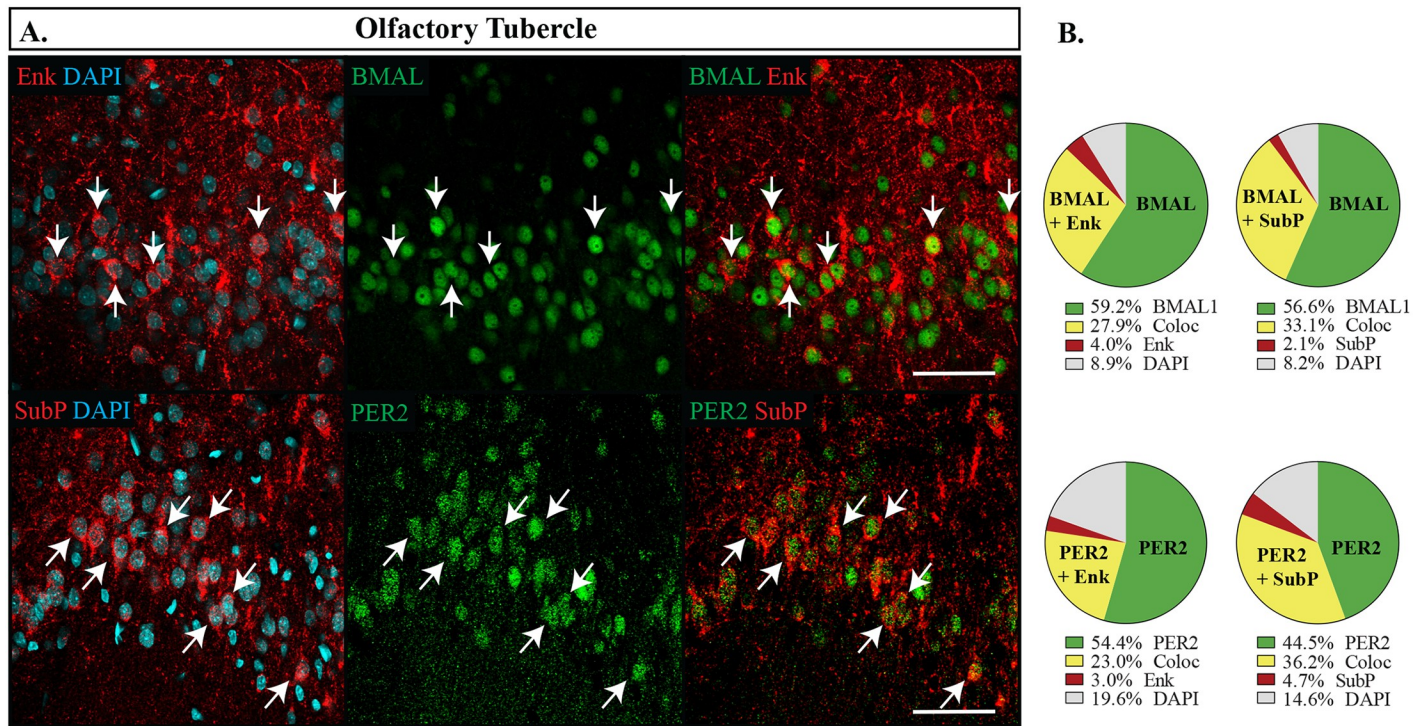 A.
Olfactory Tubercle
Enk DAPI
BMAL
BMAL Enk
SubP DAPI
PER2
PER2 SubP
B.
BMAL
+ Enk
BMAL
59.2% BMAL1
27.9% Coloc
4.0% Enk
8.9% DAPI
BMAL
+ SubP
BMAL
56.6% BMAL1
33.1% Coloc
2.1% SubP
8.2% DAPI
PER2
+ Enk
PER2
54.4% PER2
23.0% Coloc
3.0% Enk
19.6% DAPI
PER2
+ SubP
PER2
44.5% PER2
36.2% Coloc
4.7% SubP
14.6% DAPI